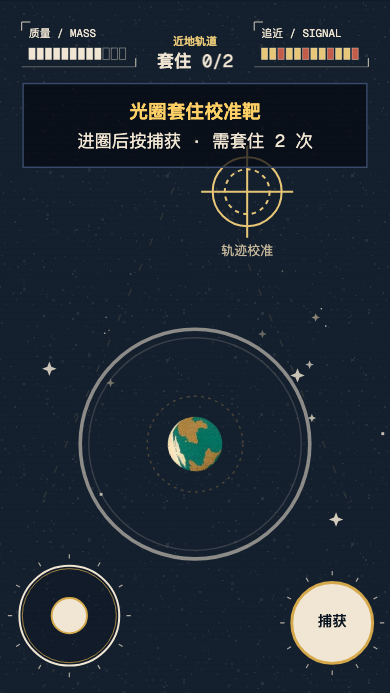 质量 / MASS
近地轨道
套住 0/2
追近 / SIGNAL
光圈套住校准靶
进圈后按捕获 · 需套住 2 次
轨迹校准
捕获